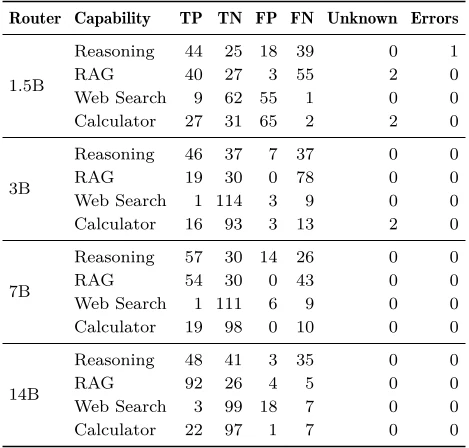 Router Capability TP TN FP FN Unknown Errors
1.5B
Reasoning 44 25 18 39 0 1
RAG 40 27 3 55 2 0
Web Search 9 62 55 1 0 0
Calculator 27 31 65 2 2 0
3B
Reasoning 46 37 7 37 0 0
RAG 19 30 0 78 0 0
Web Search 1 114 3 9 0 0
Calculator 16 93 3 13 2 0
7B
Reasoning 57 30 14 26 0 0
RAG 54 30 0 43 0 0
Web Search 1 111 6 9 0 0
Calculator 19 98 0 10 0 0
14B
Reasoning 48 41 3 35 0 0
RAG 92 26 4 5 0 0
Web Search 3 99 18 7 0 0
Calculator 22 97 1 7 0 0